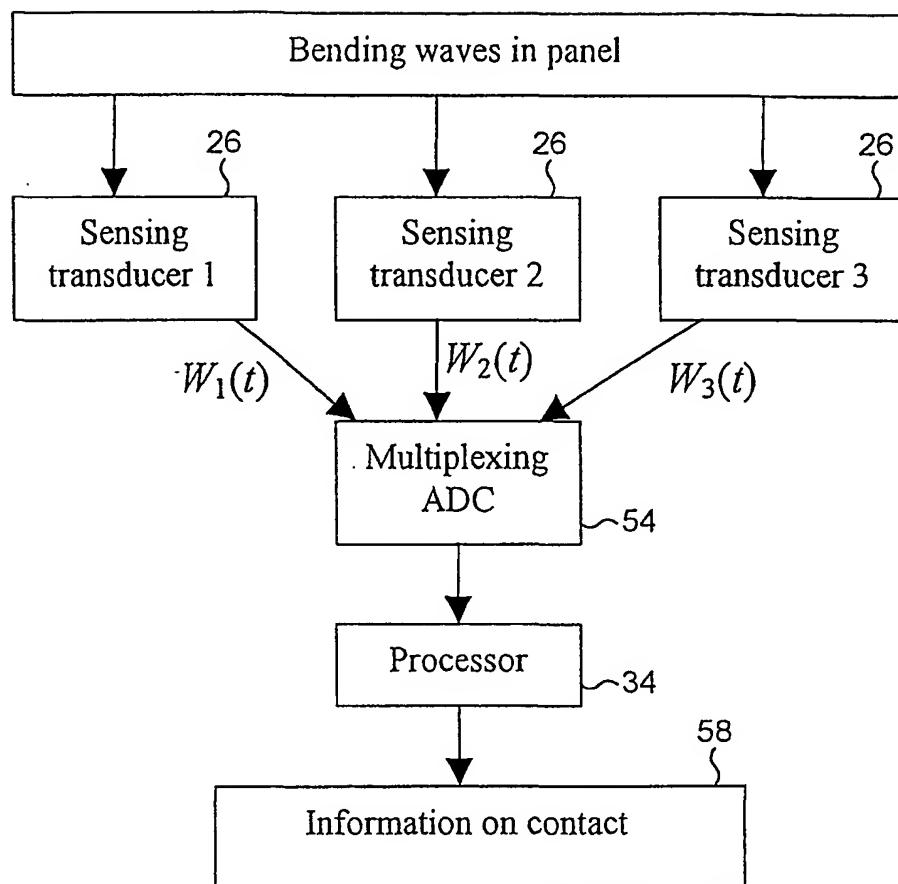 Bending waves in panel
26
26
26
Sensing
transducer 1
Sensing
transducer 2
Sensing
transducer 3
W₁(t)
W₂(t)
W₃(t)
Multiplexing
ADC
54
Processor
34
58
Information on contact